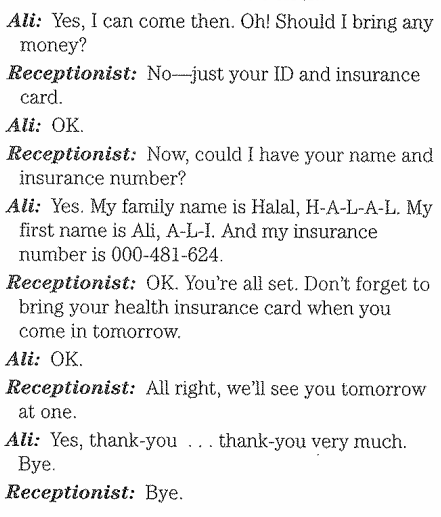 Ali: Yes, I can come then. Oh! Should I bring any
money?
Receptionist: No—just your ID and insurance
card.
Ali: OK.
Receptionist: Now, could I have your name and
insurance number?
Ali: Yes. My family name is Halal, H-A-L-A-L. My
first name is Ali, A-L-I. And my insurance
number is 000-481-624.
Receptionist: OK. You're all set. Don't forget to
bring your health insurance card when you
come in tomorrow.
Ali: OK.
Receptionist: All right, we'll see you tomorrow
at one.
Ali: Yes, thank-you . . . thank-you very much.
Bye.
Receptionist: Bye.